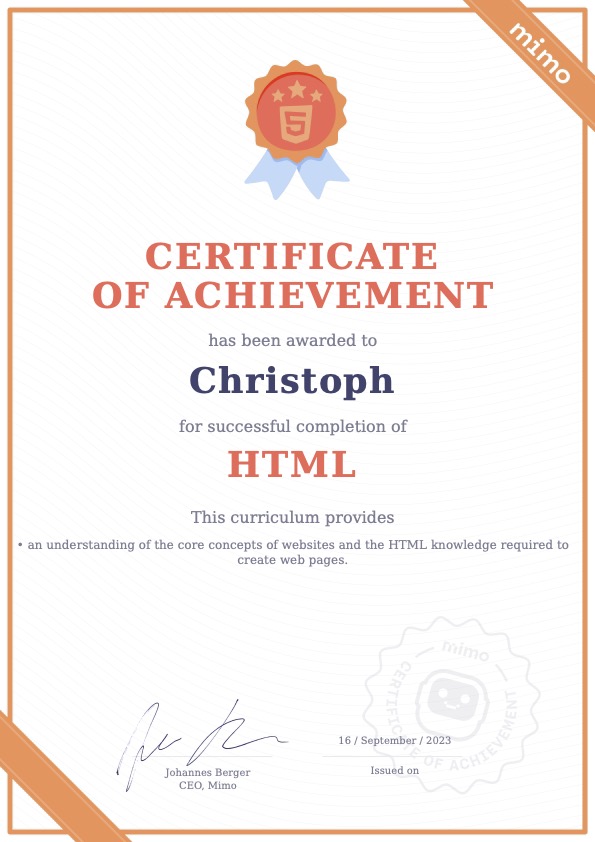 mimo
5
CERTIFICATE
OF ACHIEVEMENT
has been awarded to
Christoph
for successful completion of
HTML
This curriculum provides
• an understanding of the core concepts of websites and the HTML knowledge required to
create web pages.
mimo
CERTIFICATE OF ACHIEVEMENT
16 / September / 2023
Johannes Berger
CEO, Mimo
Issued on